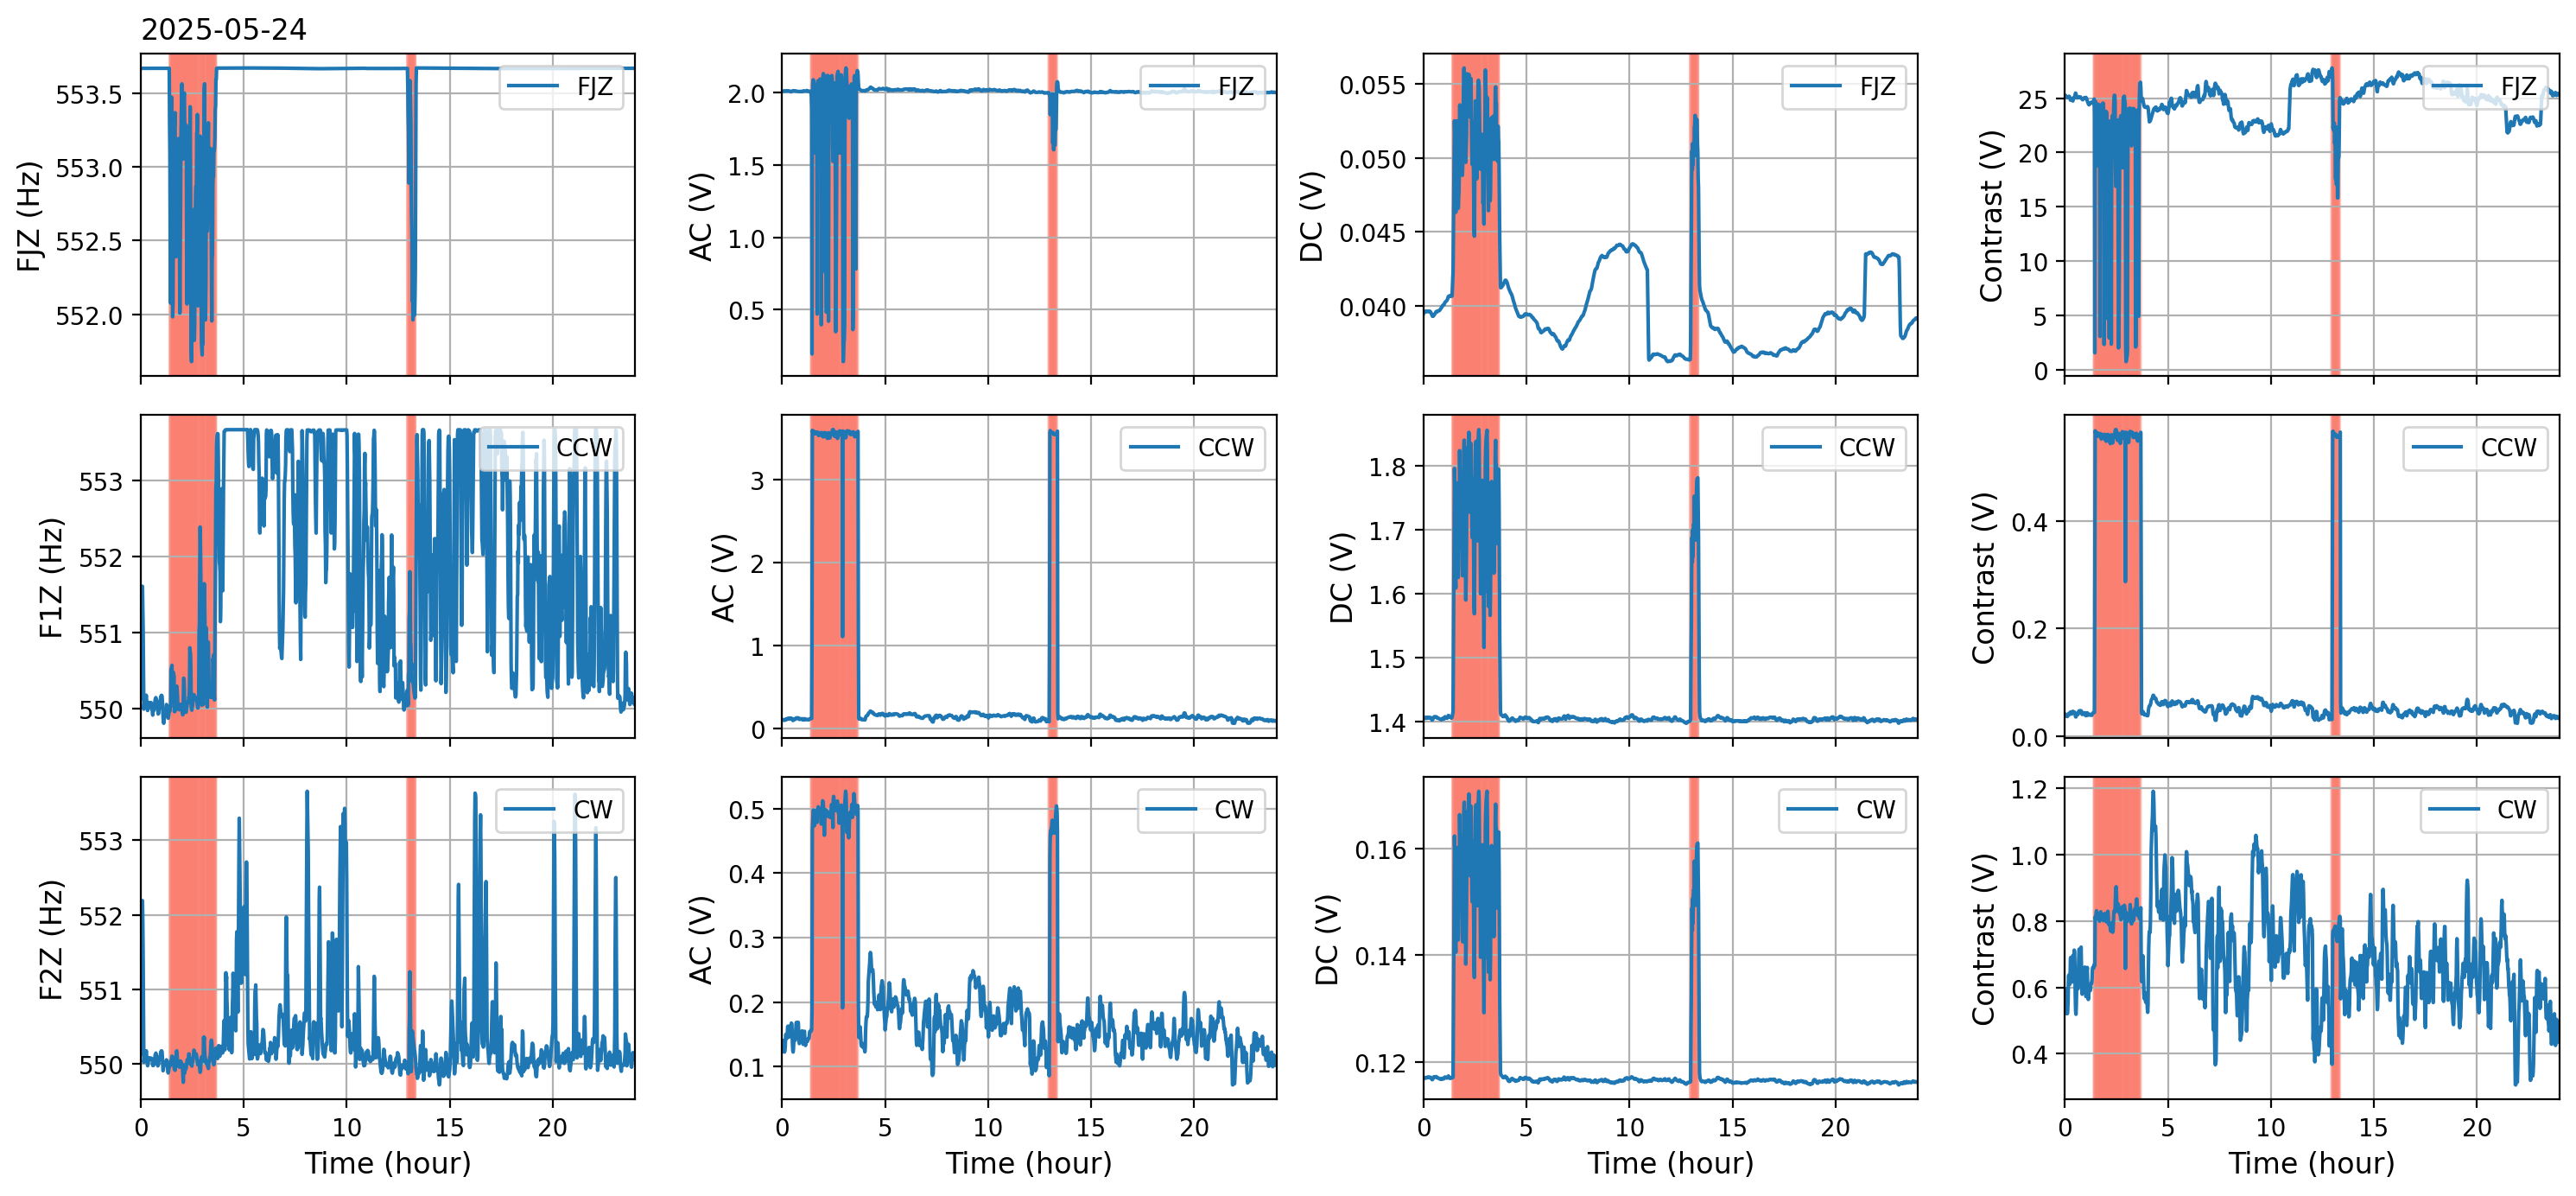 2025-05-24
FJZ (Hz)
553.5
553.0
552.5
552.0
FJZ
AC (V)
2.0
1.5
1.0
0.5
FJZ
DC (V)
0.055
0.050
0.045
0.040
FJZ
Contrast (V)
25
20
15
10
5
0
FJZ
F1Z (Hz)
553
552
551
550
CCW
AC (V)
3
2
1
0
CCW
DC (V)
1.8
1.7
1.6
1.5
1.4
CCW
Contrast (V)
0.4
0.2
0.0
CCW
F2Z (Hz)
553
552
551
550
CW
0 5 10 15 20
Time (hour)
AC (V)
0.5
0.4
0.3
0.2
0.1
CW
0 5 10 15 20
Time (hour)
DC (V)
0.16
0.14
0.12
CW
0 5 10 15 20
Time (hour)
Contrast (V)
1.2
1.0
0.8
0.6
0.4
CW
0 5 10 15 20
Time (hour)